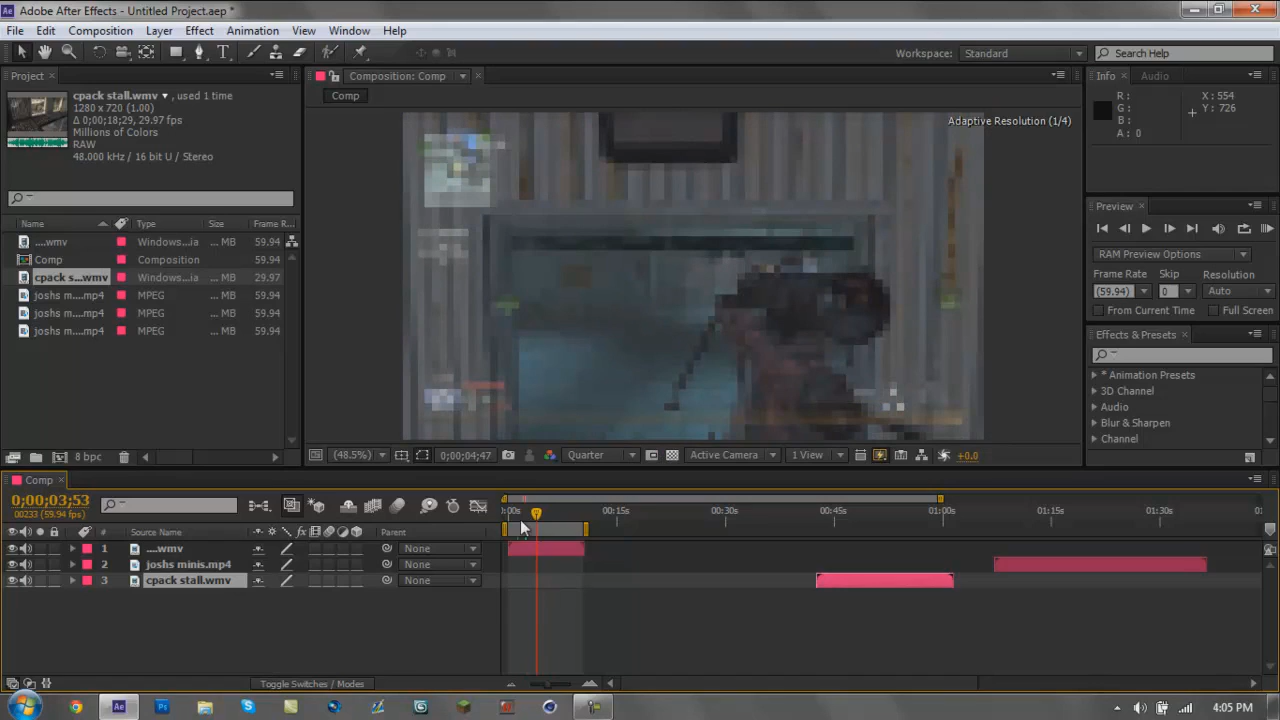 Adobe After Effects - Untitled Project.aep *
File Edit Composition Layer Effect Animation View Window Help
Workspace: Standard Search Help
Project Composition: Comp Info Audio
cpack stall.wmv , used 1 time
1280 x 720 (1.00)
Δ 0;00;18;29, 29.97 fps
Millions of Colors
RAW
48.000 kHz / 16 bit U / Stereo
Comp
Adaptive Resolution (1/4)
R : X : 554
G : Y : 726
B :
A : 0
Preview
RAM Preview Options
Frame Rate Skip Resolution
(59.94) 0 Auto
From Current Time Full Screen
Effects & Presets
* Animation Presets
3D Channel
Audio
Blur & Sharpen
Channel
Name Type Size Frame R...
....wmv Windows...ia ... MB 59.94
Comp Composition 59.94
cpack s...wmv Windows...ia ... MB 29.97
joshs m....mp4 MPEG ... MB 59.94
joshs m....mp4 MPEG ... MB 59.94
joshs m....mp4 MPEG ... MB 59.94
8 bpc
(48.5%) 0;00;04;47 Quarter Active Camera 1 View +0.0
Comp
0;00;03;53
00233 (59.94 fps)
0:00s 00:15s 00:30s 00:45s 01:00s 01:15s 01:30s
# Source Name Parent
1 ....wmv None
2 joshs minis.mp4 None
3 cpack stall.wmv None
Toggle Switches / Modes
4:05 PM